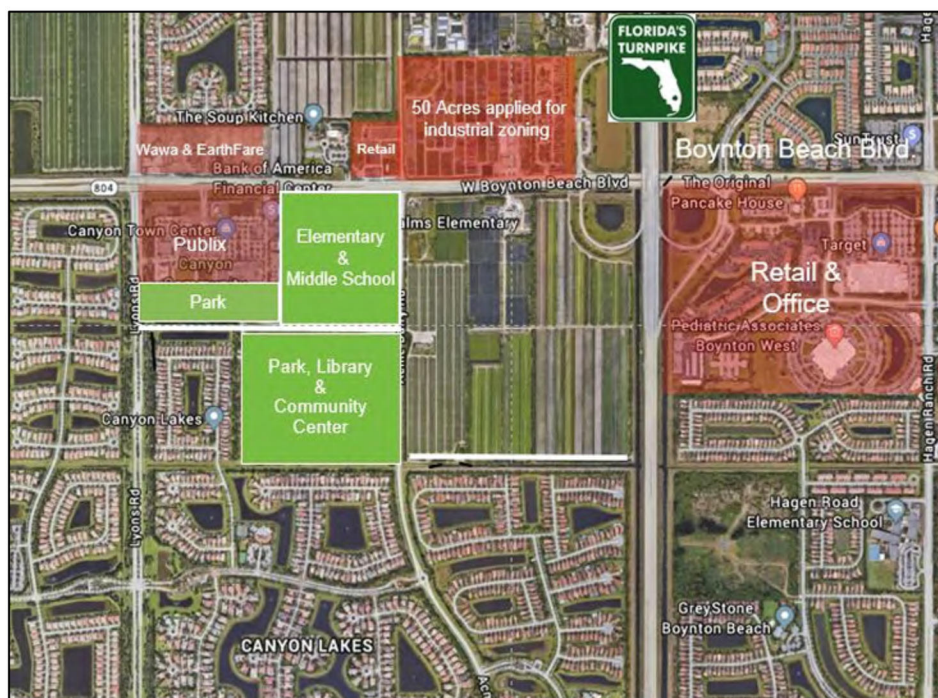 FLORIDA'S
TURNPIKE
50 Acres applied for
industrial zoning
The Soup Kitchen
Wawa & EarthFare
Retail
Bank of America
Financial Center
SunTrust
Boynton Beach Blvd.
804
W Boynton Beach Blvd
The Original
Pancake House
Canyon Town Center
Publix
Canyon
Elementary
&
Middle School
Elementary
Target
Retail &
Office
Park
Lyons Rd
Pediatric Associates
Boynton West
Park, Library
&
Community
Center
Canyon Lakes
Hagen Ranch Rd
Lyons Rd
Hagen Road
Elementary School
GreyStone
Boynton Beach
CANYON LAKES